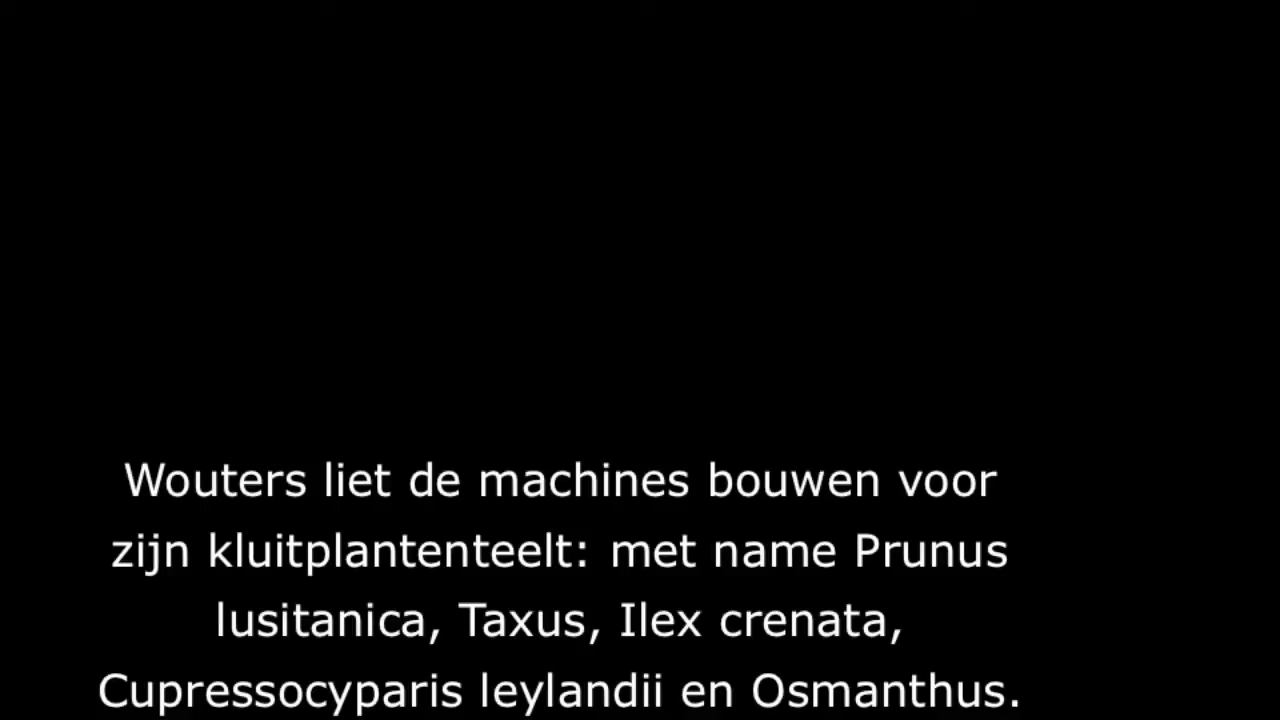 Wouters liet de machines bouwen voor
zijn kluitplantenteelt: met name Prunus
lusitanica, Taxus, Ilex crenata,
Cupressocyparis leylandii en Osmanthus.